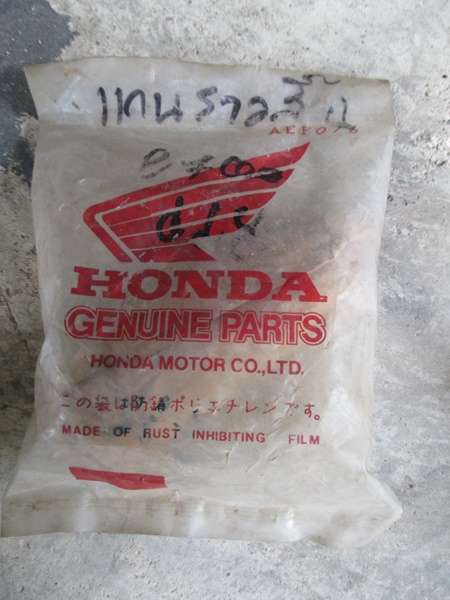 แกนราวลิ้น
HONDA
GENUINE PARTS
HONDA MOTOR CO.,LTD.
この袋は防錆ポリエチレンです。
MADE OF RUST INHIBITING FILM